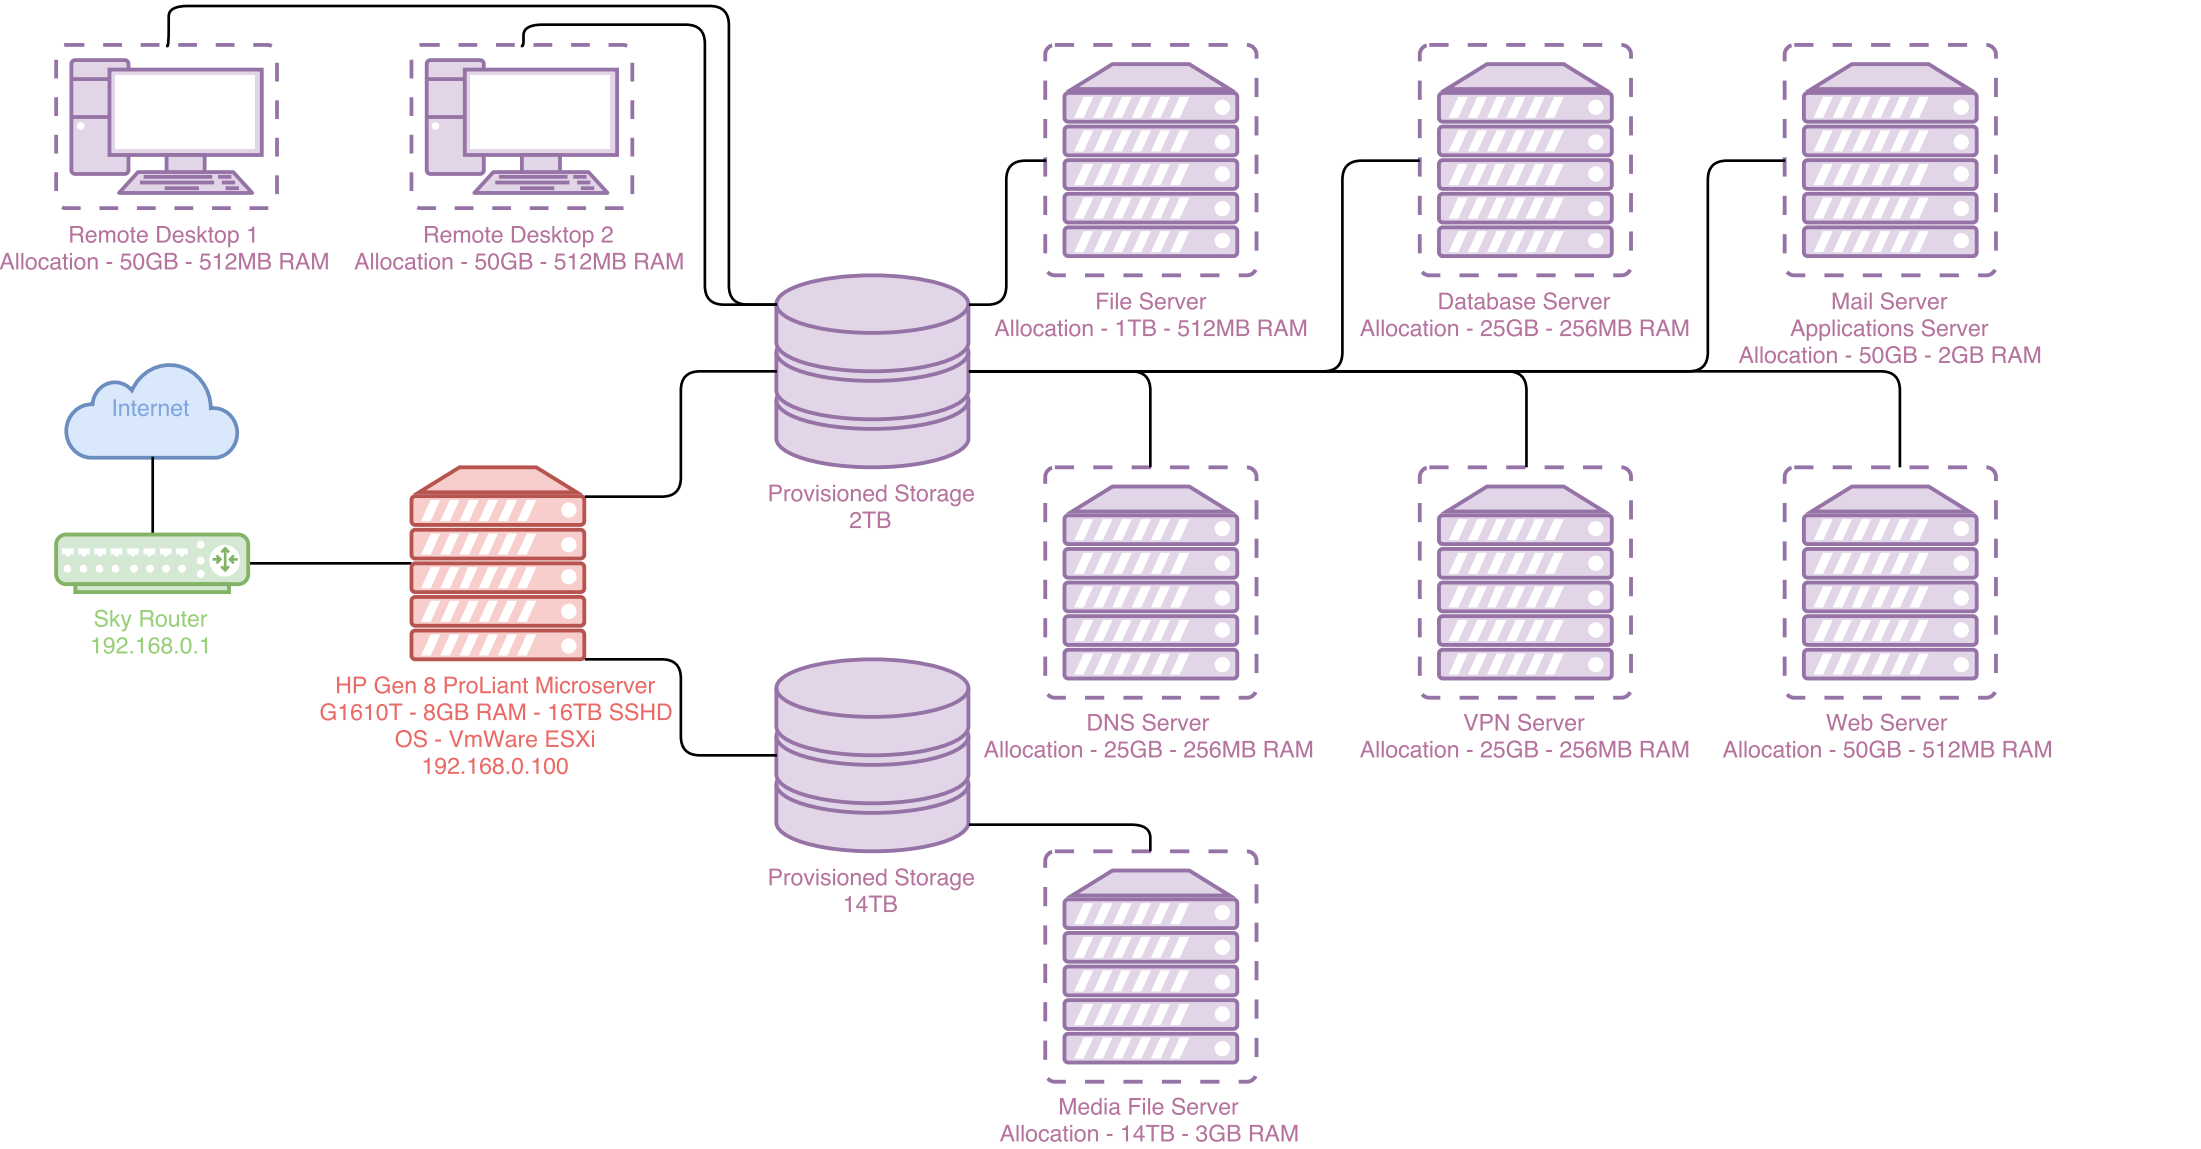 Remote Desktop 1
Allocation - 50GB - 512MB RAM
Remote Desktop 2
Allocation - 50GB - 512MB RAM
File Server
Allocation - 1TB - 512MB RAM
Database Server
Allocation - 25GB - 256MB RAM
Mail Server
Applications Server
Allocation - 50GB - 2GB RAM
Internet
Provisioned Storage
2TB
Sky Router
192.168.0.1
HP Gen 8 ProLiant Microserver
G1610T - 8GB RAM - 16TB SSHD
OS - VmWare ESXi
192.168.0.100
DNS Server
Allocation - 25GB - 256MB RAM
VPN Server
Allocation - 25GB - 256MB RAM
Web Server
Allocation - 50GB - 512MB RAM
Provisioned Storage
14TB
Media File Server
Allocation - 14TB - 3GB RAM